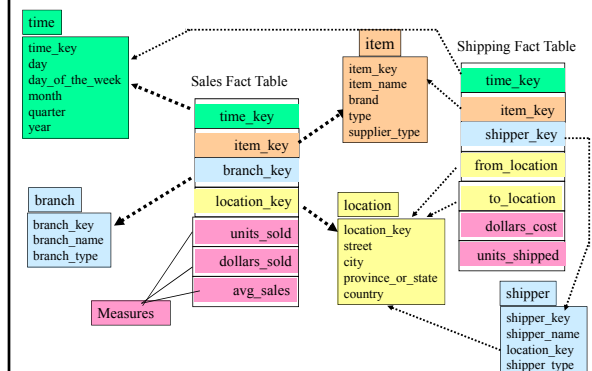 time
time_key
day
day_of_the_week
month
quarter
year
Sales Fact Table
time_key
item_key
branch_key
location_key
units_sold
dollars_sold
avg_sales
Measures
branch
branch_key
branch_name
branch_type
item
item_key
item_name
brand
type
supplier_type
location
location_key
street
city
province_or_state
country
Shipping Fact Table
time_key
item_key
shipper_key
from_location
to_location
dollars_cost
units_shipped
shipper
shipper_key
shipper_name
location_key
shipper_type